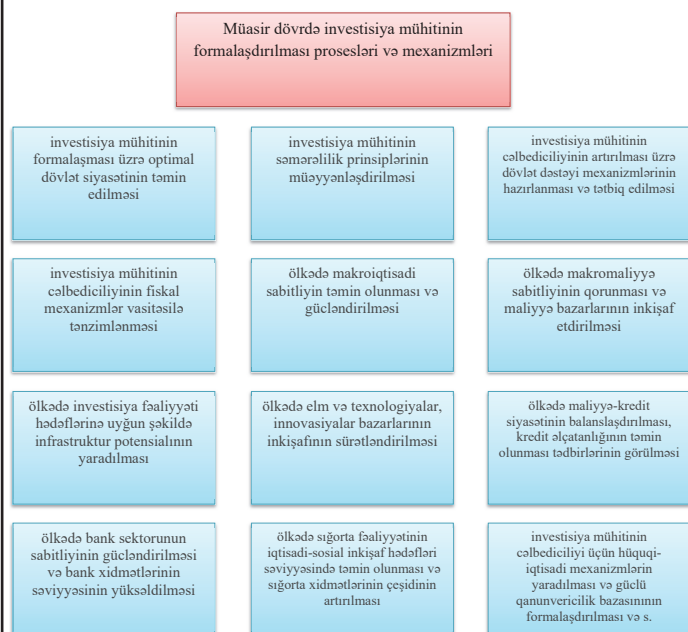 Müasir dövrdə investisiya mühitinin
formalaşdırılması prosesləri və mexanizmləri
investisiya mühitinin
formalaşması üzrə optimal
dövlət siyasətinin təmin
edilməsi
investisiya mühitinin
səmərəlilik prinsiplərinin
müəyyənləşdirilməsi
investisiya mühitinin
cəlbediciliyinin artırılması üzrə
dövlət dəstəyi mexanizmlərinin
hazırlanması və tətbiq edilməsi
investisiya mühitinin
cəlbediciliyinin fiskal
mexanizmlər vasitəsilə
tənzimlənməsi
ölkədə makroiqtisadi
sabitliyin təmin olunması və
gücləndirilməsi
ölkədə makromaliyyə
sabitliyinin qorunması və
maliyyə bazarlarının inkişaf
etdirilməsi
ölkədə investisiya fəaliyyəti
hədəflərinə uyğun şəkildə
infrastruktur potensialının
yaradılması
ölkədə elm və texnologiyalar,
innovasiyalar bazarlarının
inkişafının sürətləndirilməsi
ölkədə maliyyə-kredit
siyasətinin balanslaşdırılması,
kredit əlçatanlığının təmin
olunması tədbirlərinin görülməsi
ölkədə bank sektorunun
sabitliyinin gücləndirilməsi
və bank xidmətlərinin
səviyyəsinin yüksəldilməsi
ölkədə sığorta fəaliyyətinin
iqtisadi-sosial inkişaf hədəfləri
səviyyəsində təmin olunması və
sığorta xidmətlərinin çeşidinin
artırılması
investisiya mühitinin
cəlbediciliyi üçün hüquqi-
iqtisadi mexanizmlərin
yaradılması və güclü
qanunvericilik bazasınının
formalaşdırılması və s.